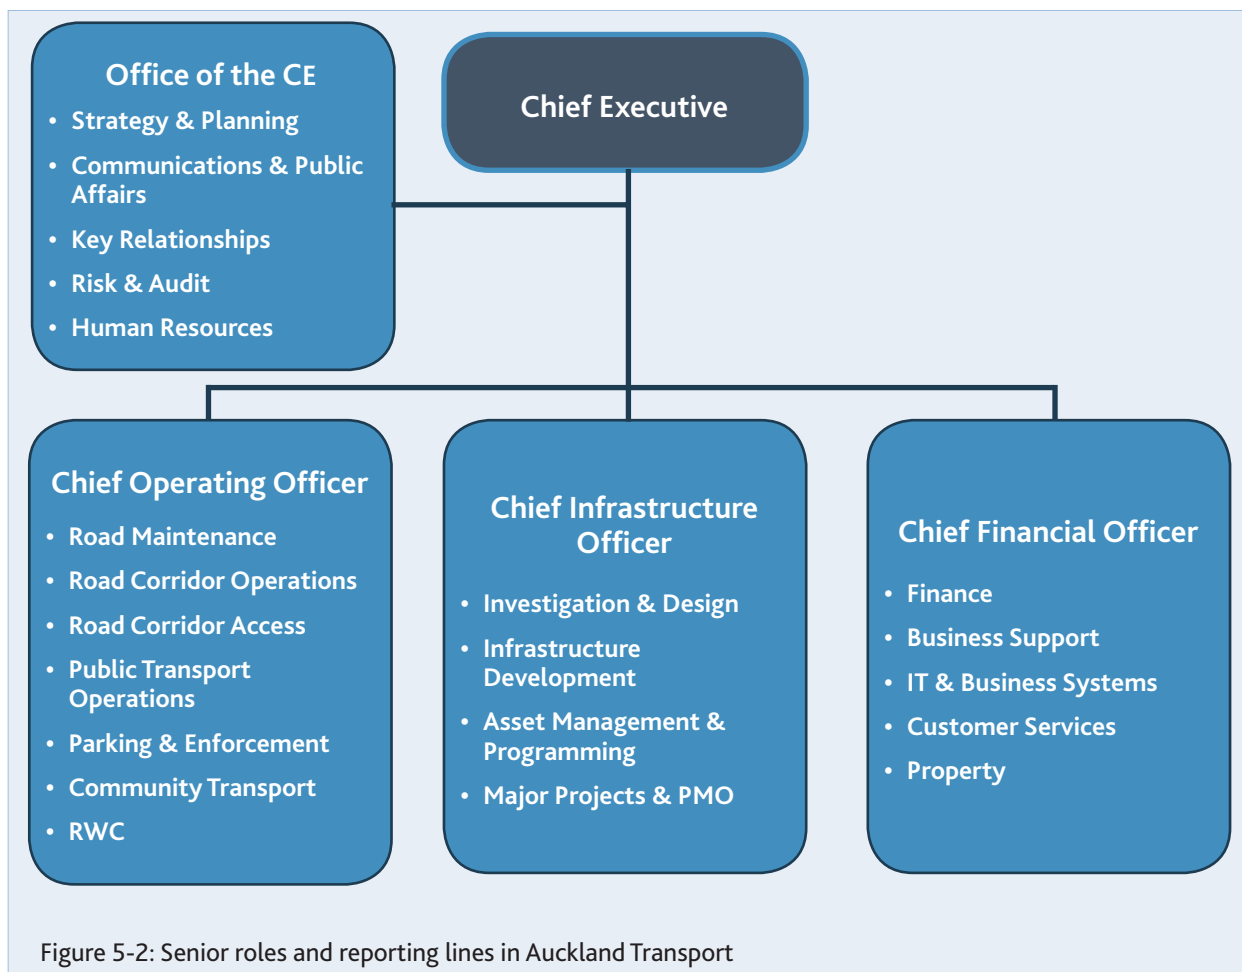 Office of the CE
• Strategy & Planning
• Communications & Public
Affairs
• Key Relationships
• Risk & Audit
• Human Resources
Chief Executive
Chief Operating Officer
• Road Maintenance
• Road Corridor Operations
• Road Corridor Access
• Public Transport
Operations
• Parking & Enforcement
• Community Transport
• RWC
Chief Infrastructure
Officer
• Investigation & Design
• Infrastructure
Development
• Asset Management &
Programming
• Major Projects & PMO
Chief Financial Officer
• Finance
• Business Support
• IT & Business Systems
• Customer Services
• Property
Figure 5-2: Senior roles and reporting lines in Auckland Transport